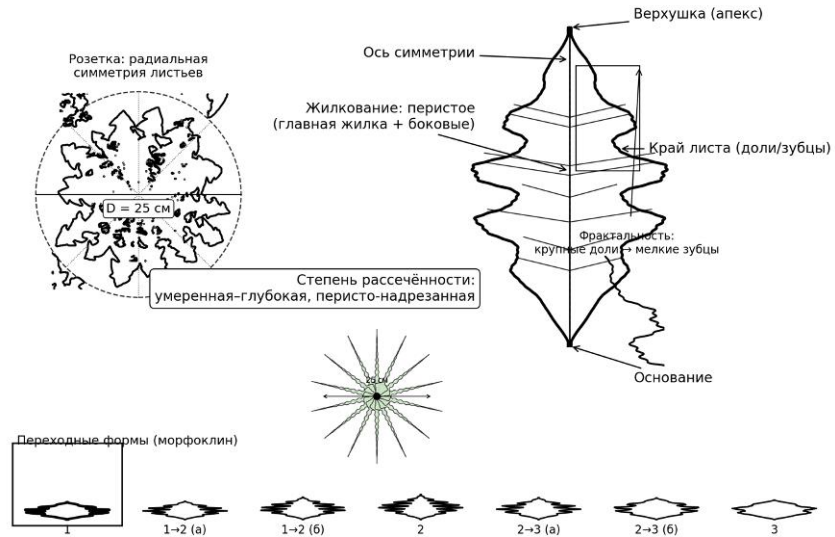 Верхушка (апекс)
Ось симметрии
Розетка: радиальная
симметрия листьев
Жилкование: перистое
(главная жилка + боковые)
Край листа (доли/зубцы)
D = 25 см
Фрактальность:
крупные доли → мелкие зубцы
Степень рассечённости:
умеренная–глубокая, перисто-надрезанная
25 см
Основание
Переходные формы (морфоклин)
1
1→2 (а)
1→2 (б)
2
2→3 (а)
2→3 (б)
3